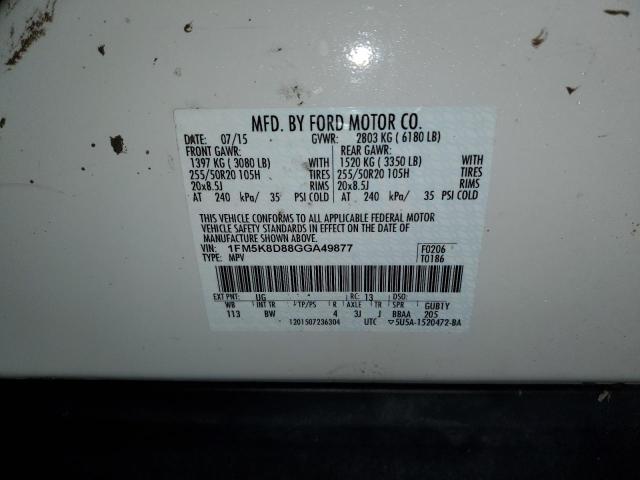 MFD. BY FORD MOTOR CO.
DATE: 07/15 GVWR: 2803 KG ( 6180 LB)
FRONT GAWR: REAR GAWR:
1397 KG ( 3080 LB) WITH 1520 KG ( 3350 LB) WITH
255/50R20 105H TIRES 255/50R20 105H TIRES
20x8.5J RIMS 20x8.5J RIMS
AT 240 kPa/ 35 PSI COLD AT 240 kPa/ 35 PSI COLD
THIS VEHICLE CONFORMS TO ALL APPLICABLE FEDERAL MOTOR
VEHICLE SAFETY STANDARDS IN EFFECT ON THE DATE OF
MANUFACTURE SHOWN ABOVE.
VIN: 1FM5K8D88GGA49877 F0206
TYPE: MPV T0186
EXT PNT: UG RC: 13 DSO:
WB INT TR TP/PS R AXLE TR SPR GUB1Y
113 BW 4 3J J BBAA 205
1201507236304 UTC ▽5U5A-1520472-BA